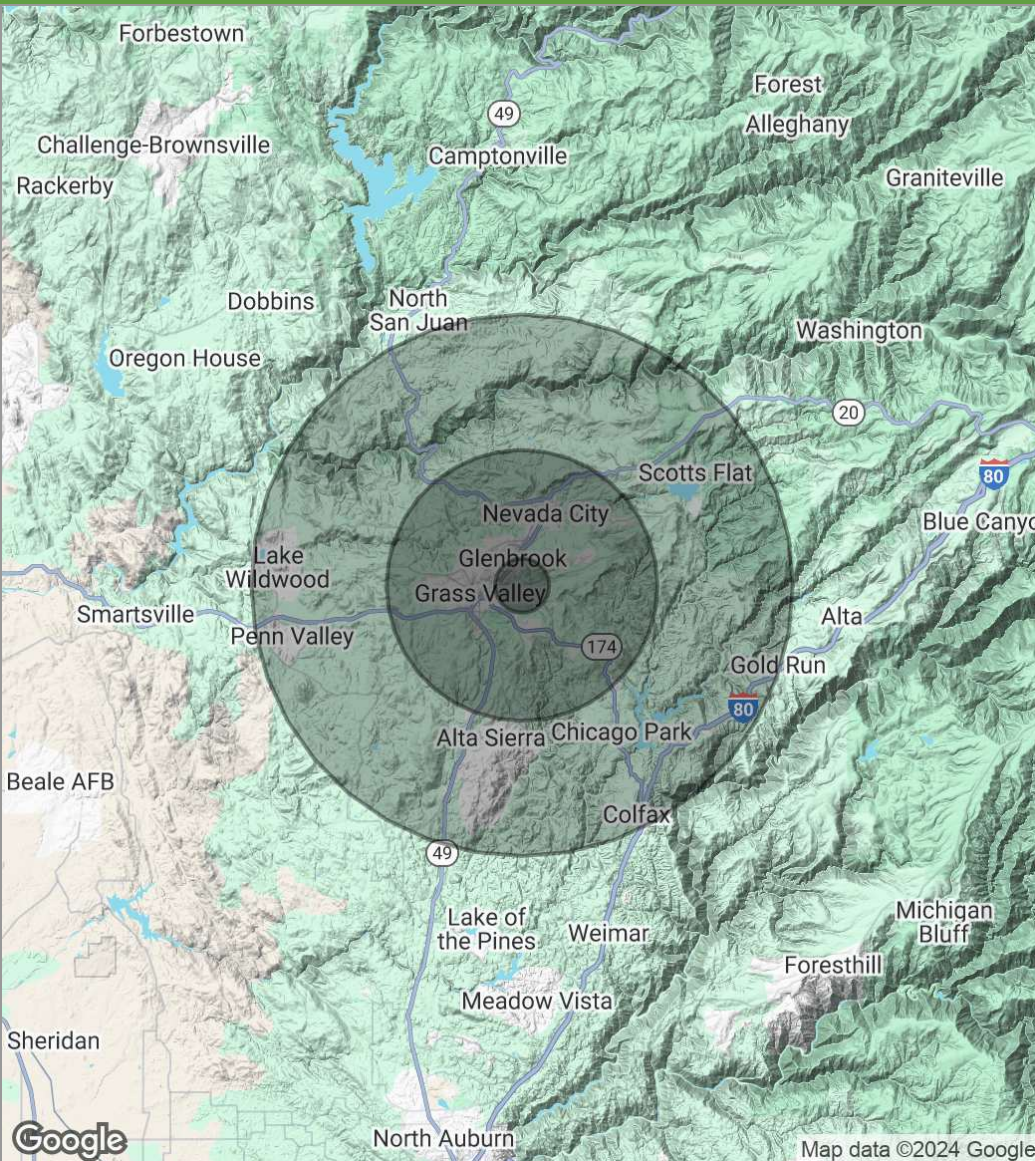 Forbestown
Forest
49
Alleghany
Challenge-Brownsville
Camptonville
Rackerby
Graniteville
Dobbins
North
San Juan
Washington
Oregon House
20
Scotts Flat
80
Nevada City
Blue Canyo
Glenbrook
Lake
Wildwood
Grass Valley
Smartsville
Alta
Penn Valley
174
Gold Run
80
Alta Sierra
Chicago Park
Beale AFB
Colfax
49
Lake of
the Pines
Michigan
Bluff
Weimar
Foresthill
Meadow Vista
Sheridan
North Auburn
Google
Map data ©2024 Google